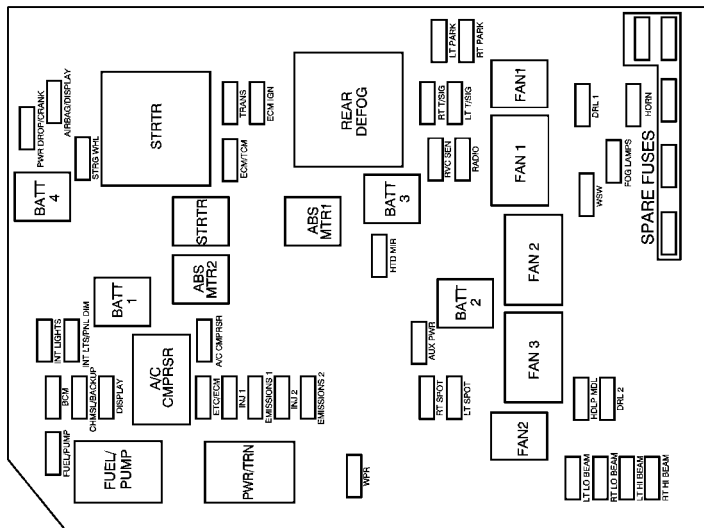 LT PARK
RT PARK
PWR DROP/CRANK
AIRBAG/DISPLAY
STRG WHL
STRTR
TRANS
ECM IGN
ECM/TCM
REAR
DEFOG
RT T/SIG
LT T/SIG
RVC SEN
RADIO
FAN1
FAN 1
DRL 1
HORN
FOG LAMPS
WSW
SPARE FUSES
BATT
4
STRTR
ABS
MTR1
BATT
3
HTD MIR
FAN 2
ABS
MTR2
BATT
1
BATT
2
INT LIGHTS
INT LTS/PNL DIM
A/C
CMPRSR
A/C CMPRSR
AUX PWR
FAN 3
BCM
CHMSL/BACKUP
DISPLAY
ETC/ECM
INJ 1
EMISSIONS 1
INJ 2
EMISSIONS 2
RT SPOT
LT SPOT
HDLP MDL
DRL 2
FUEL/PUMP
FUEL/
PUMP
PWR/TRN
WPR
FAN2
LT LO BEAM
RT LO BEAM
LT HI BEAM
RT HI BEAM